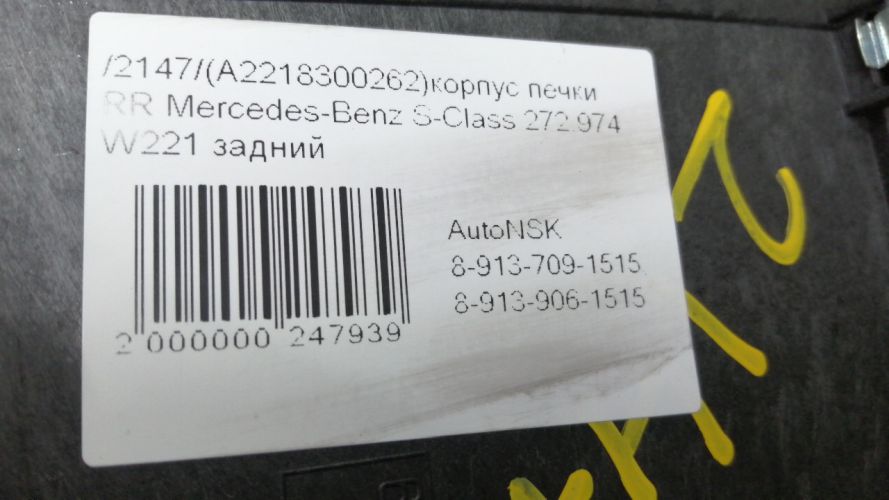 /2147/(A2218300262)корпус печки
RR Mercedes-Benz S-Class 272.974
W221 задний
AutoNSK
8-913-709-1515
8-913-906-1515
2 000000 247939